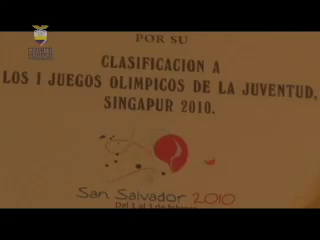 POR SU
CLASIFICACION A
LOS I JUEGOS OLIMPICOS DE LA JUVENTUD,
SINGAPUR 2010.
San Salvador 2010